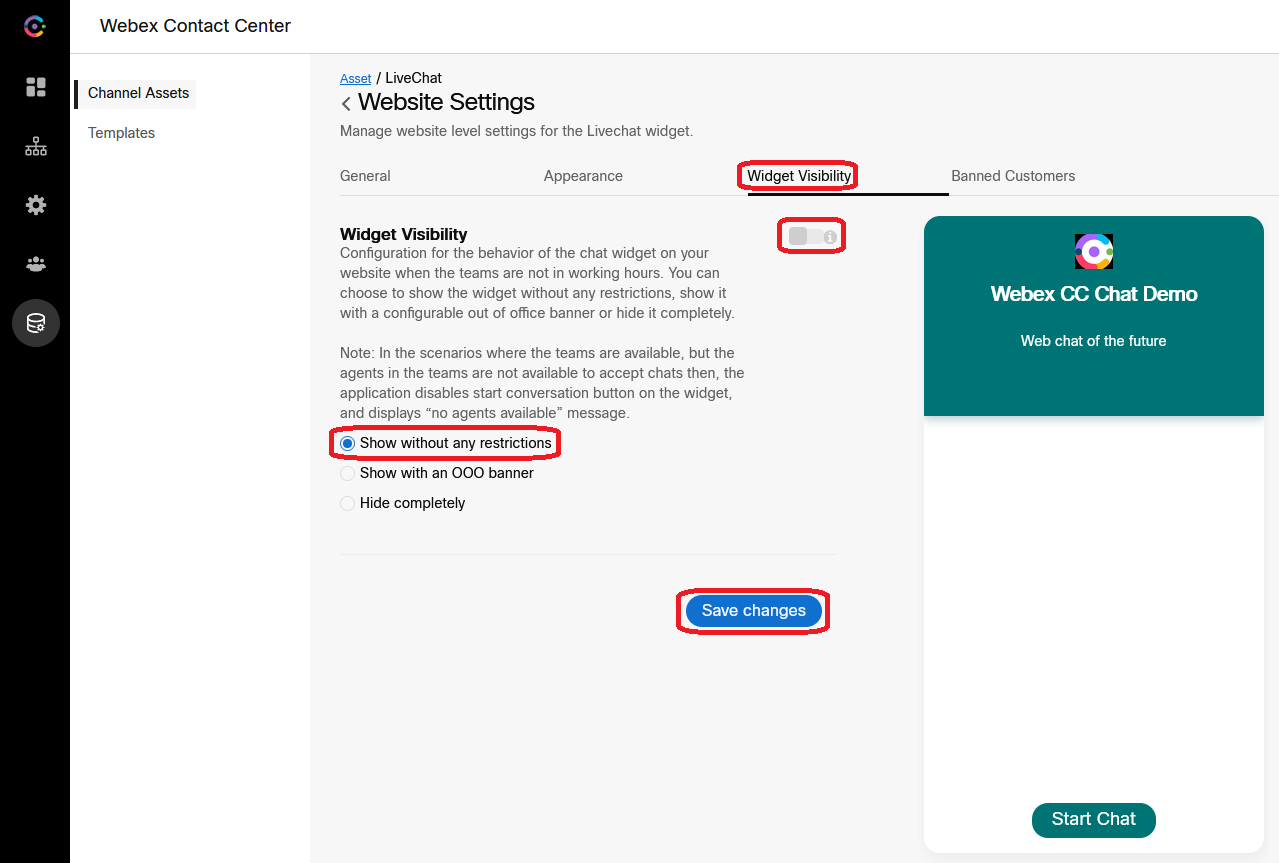 Webex Contact Center
Channel Assets
Templates
Asset / LiveChat
Website Settings
Manage website level settings for the Livechat widget.
General Appearance Widget Visibility Banned Customers
Widget Visibility
Configuration for the behavior of the chat widget on your
website when the teams are not in working hours. You can
choose to show the widget without any restrictions, show it
with a configurable out of office banner or hide it completely.
Note: In the scenarios where the teams are available, but the
agents in the teams are not available to accept chats then, the
application disables start conversation button on the widget,
and displays “no agents available” message.
Show without any restrictions
Show with an OOO banner
Hide completely
Save changes
Webex CC Chat Demo
Web chat of the future
Start Chat